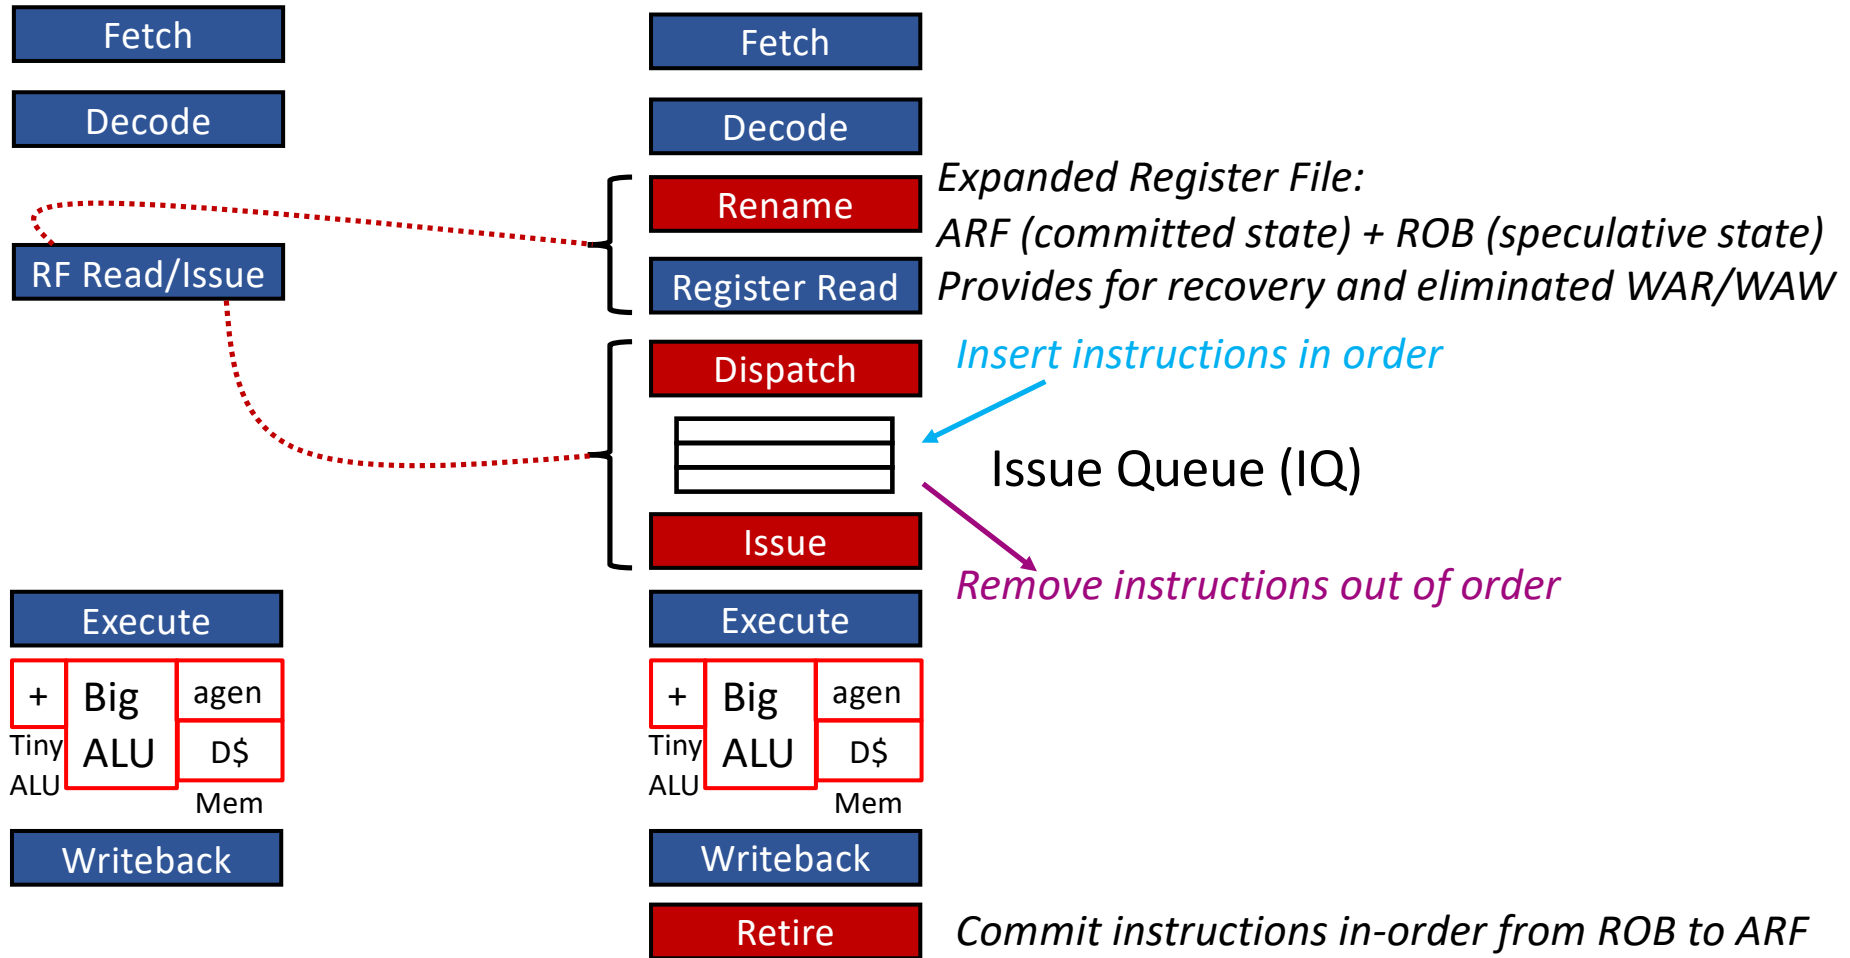 Fetch
Decode
RF Read/Issue
Execute
+
Big
ALU
agen
D$
Tiny
ALU
Mem
Writeback
Fetch
Decode
Rename
Register Read
Expanded Register File:
ARF (committed state) + ROB (speculative state)
Provides for recovery and eliminated WAR/WAW
Dispatch
Insert instructions in order
Issue Queue (IQ)
Issue
Remove instructions out of order
Execute
+
Big
ALU
agen
D$
Tiny
ALU
Mem
Writeback
Retire
Commit instructions in-order from ROB to ARF